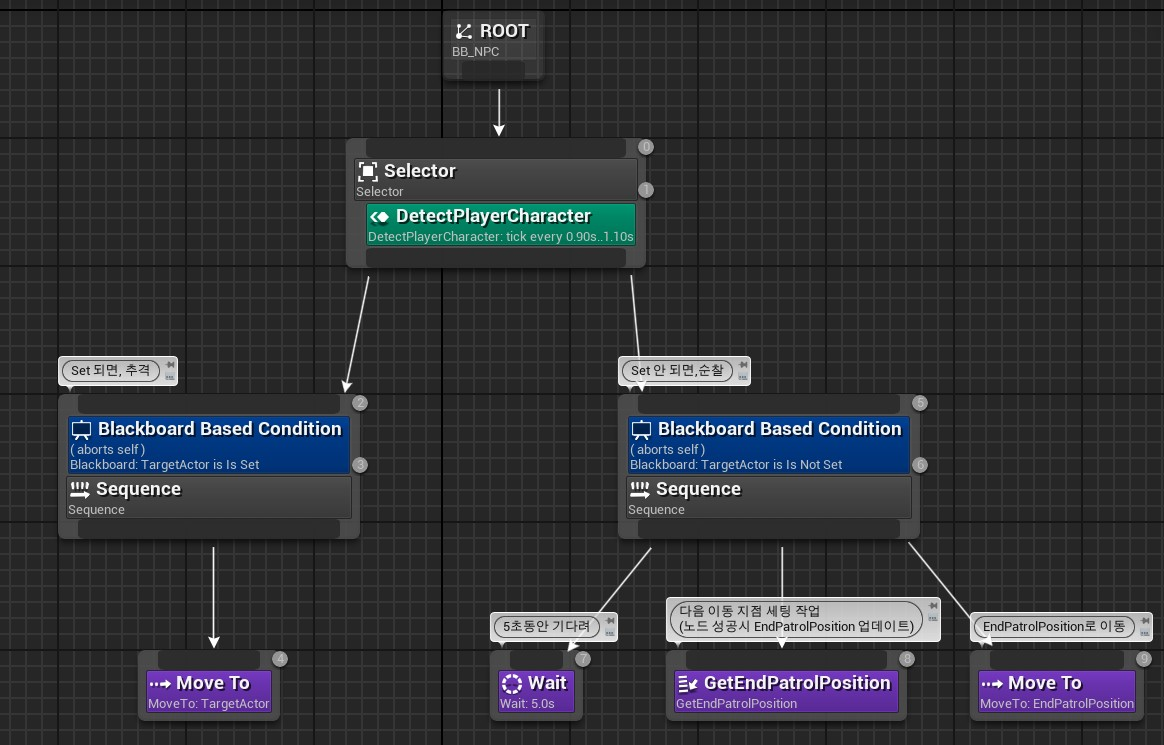 ROOT
BB_NPC
0
Selector
Selector
1
DetectPlayerCharacter
DetectPlayerCharacter: tick every 0.90s..1.10s
Set 되면, 추격
2
Blackboard Based Condition
( aborts self )
Blackboard: TargetActor is Is Set
3
Sequence
Sequence
Set 안 되면,순찰
5
Blackboard Based Condition
( aborts self )
Blackboard: TargetActor is Is Not Set
6
Sequence
Sequence
4
Move To
MoveTo: TargetActor
5초동안 기다려
7
Wait
Wait: 5.0s
다음 이동 지점 세팅 작업
(노드 성공시 EndPatrolPosition 업데이트)
8
GetEndPatrolPosition
GetEndPatrolPosition
EndPatrolPosition로 이동
9
Move To
MoveTo: EndPatrolPosition